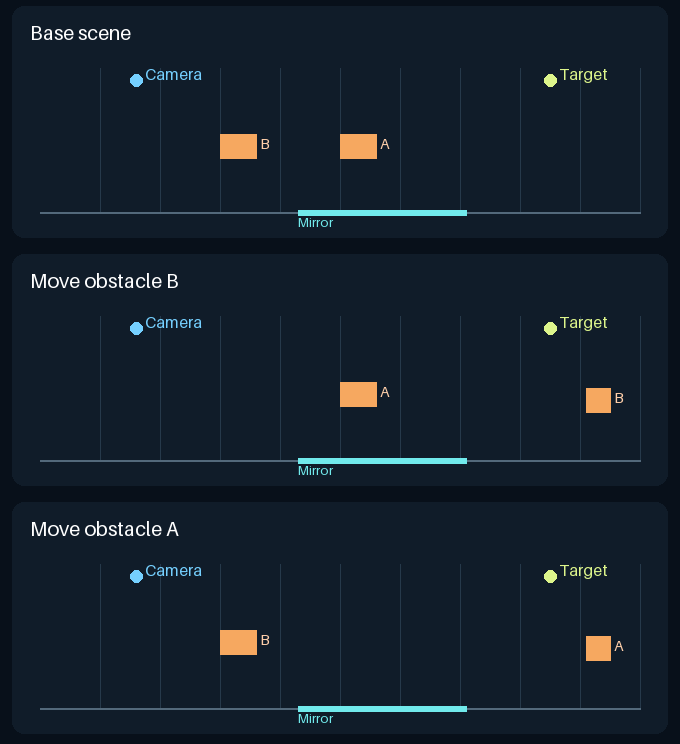 Base scene
Camera
Target
B
A
Mirror
Move obstacle B
Camera
Target
A
B
Mirror
Move obstacle A
Camera
Target
B
A
Mirror